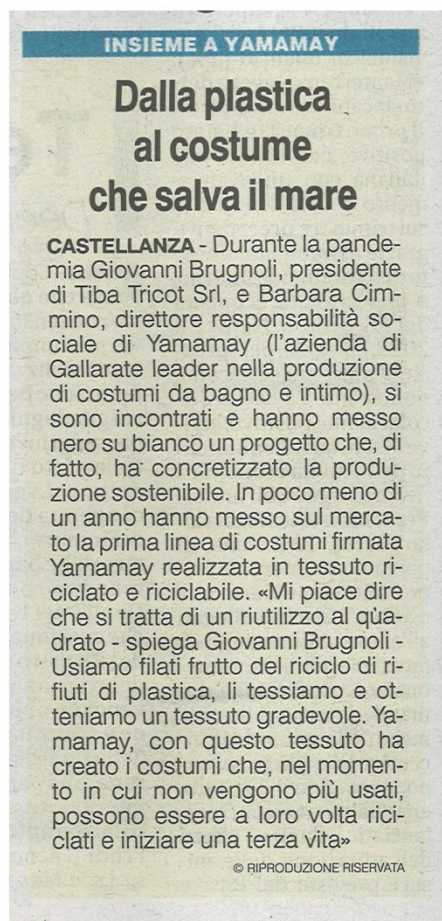 INSIEME A YAMAMAY
Dalla plastica
al costume
che salva il mare
CASTELLANZA - Durante la pande-
mia Giovanni Brugnoli, presidente
di Tiba Tricot Srl, e Barbara Cim-
mino, direttore responsabilità so-
ciale di Yamamay (l'azienda di
Gallarate leader nella produzione
di costumi da bagno e intimo), si
sono incontrati e hanno messo
nero su bianco un progetto che, di
fatto, ha concretizzato la produ-
zione sostenibile. In poco meno di
un anno hanno messo sul merca-
to la prima linea di costumi firmata
Yamamay realizzata in tessuto ri-
ciclato e riciclabile. «Mi piace dire
che si tratta di un riutilizzo al qua-
drato - spiega Giovanni Brugnoli -
Usiamo filati frutto del riciclo di ri-
fiuti di plastica, li tessiamo e ot-
teniamo un tessuto gradevole. Ya-
mamay, con questo tessuto ha
creato i costumi che, nel momen-
to in cui non vengono più usati,
possono essere a loro volta rici-
clati e iniziare una terza vita»
© RIPRODUZIONE RISERVATA